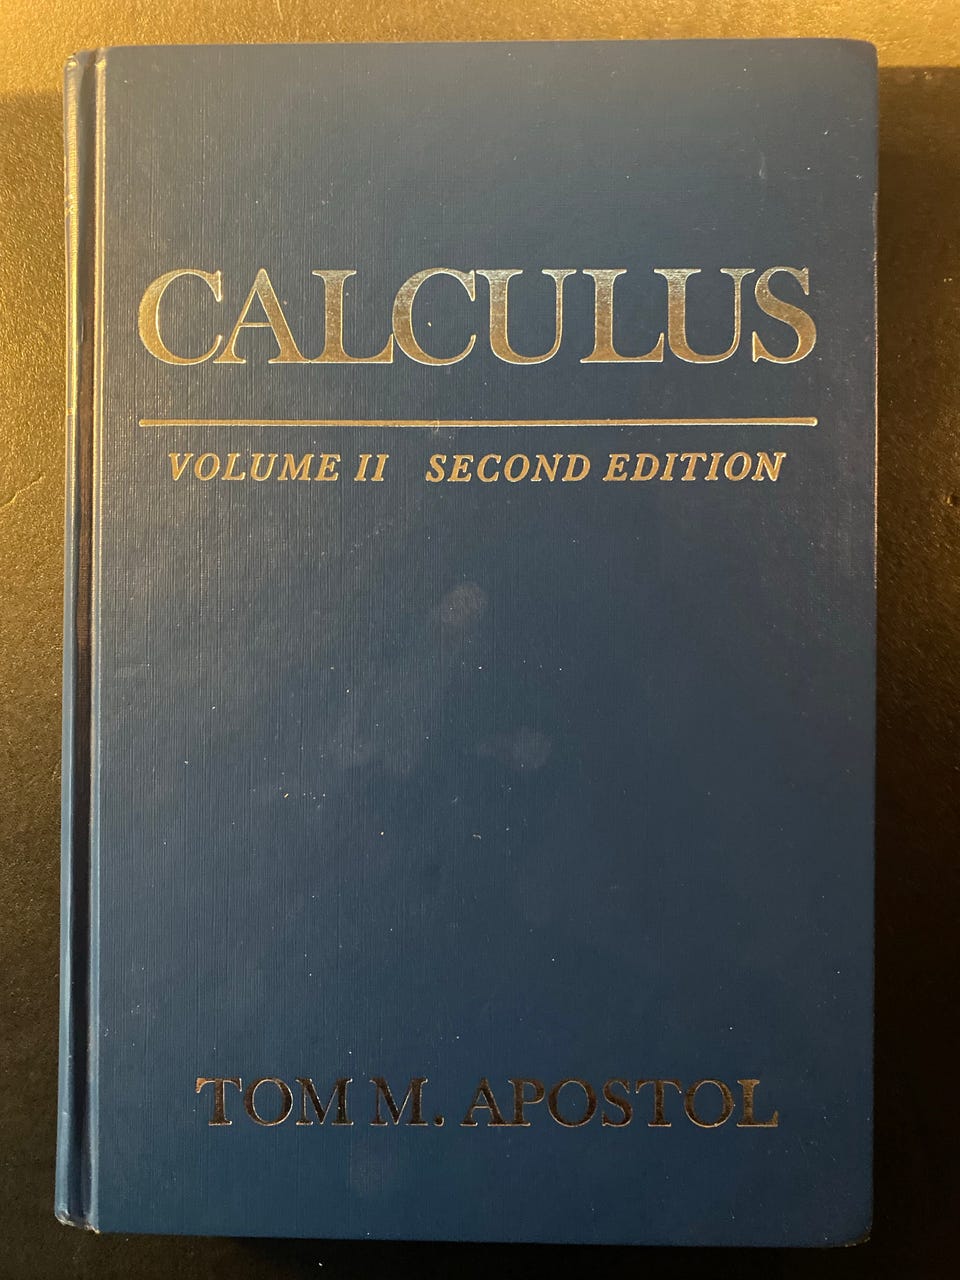 CALCULUS
VOLUME II SECOND EDITION
TOM M. APOSTOL